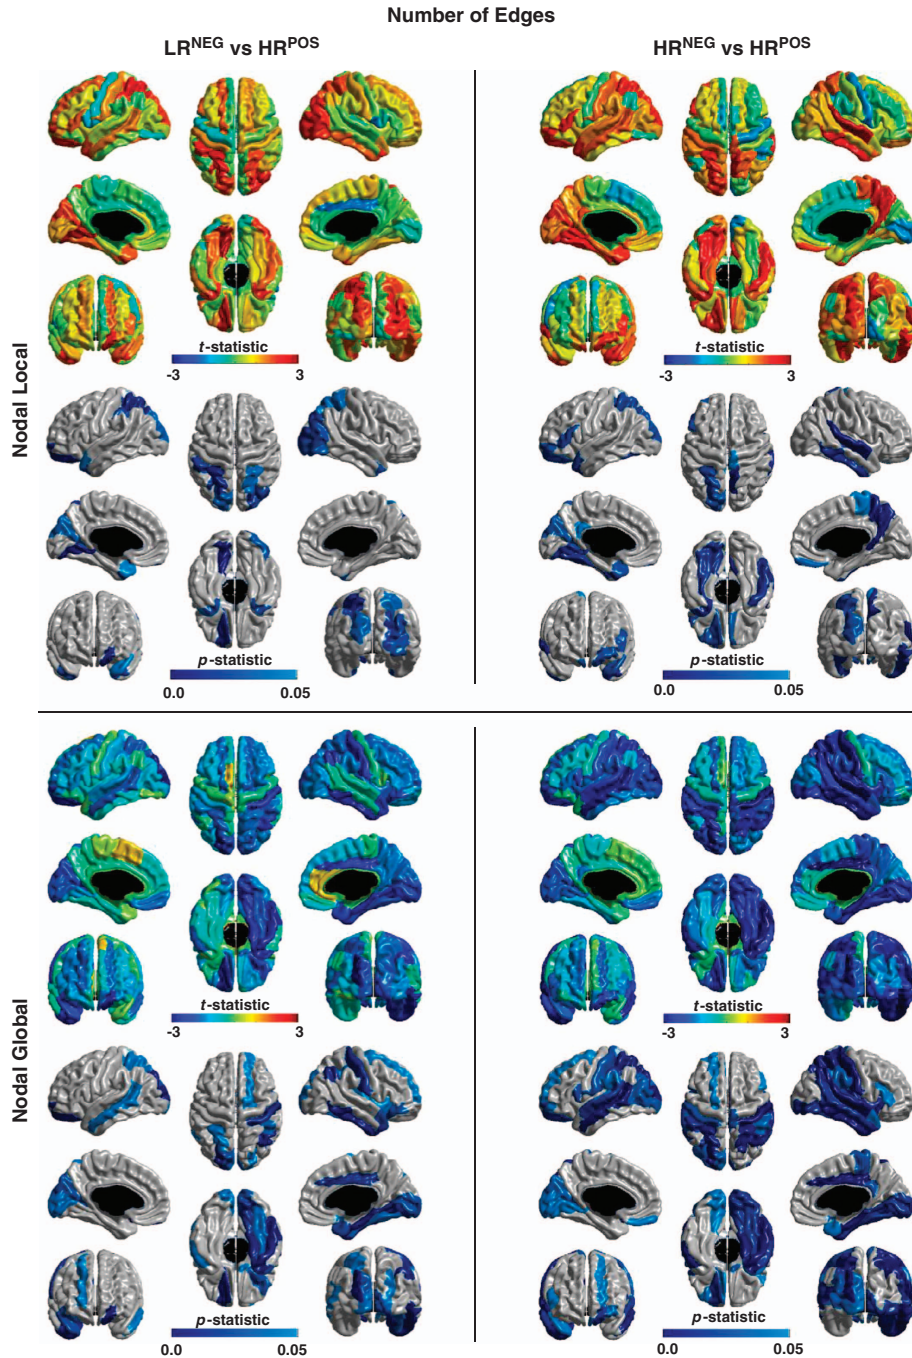 Number of Edges
LR^NEG vs HR^POS
HR^NEG vs HR^POS
Nodal Local
t-statistic
-3 3
t-statistic
-3 3
p-statistic
0.0 0.05
p-statistic
0.0 0.05
Nodal Global
t-statistic
-3 3
t-statistic
-3 3
p-statistic
0.0 0.05
p-statistic
0.0 0.05